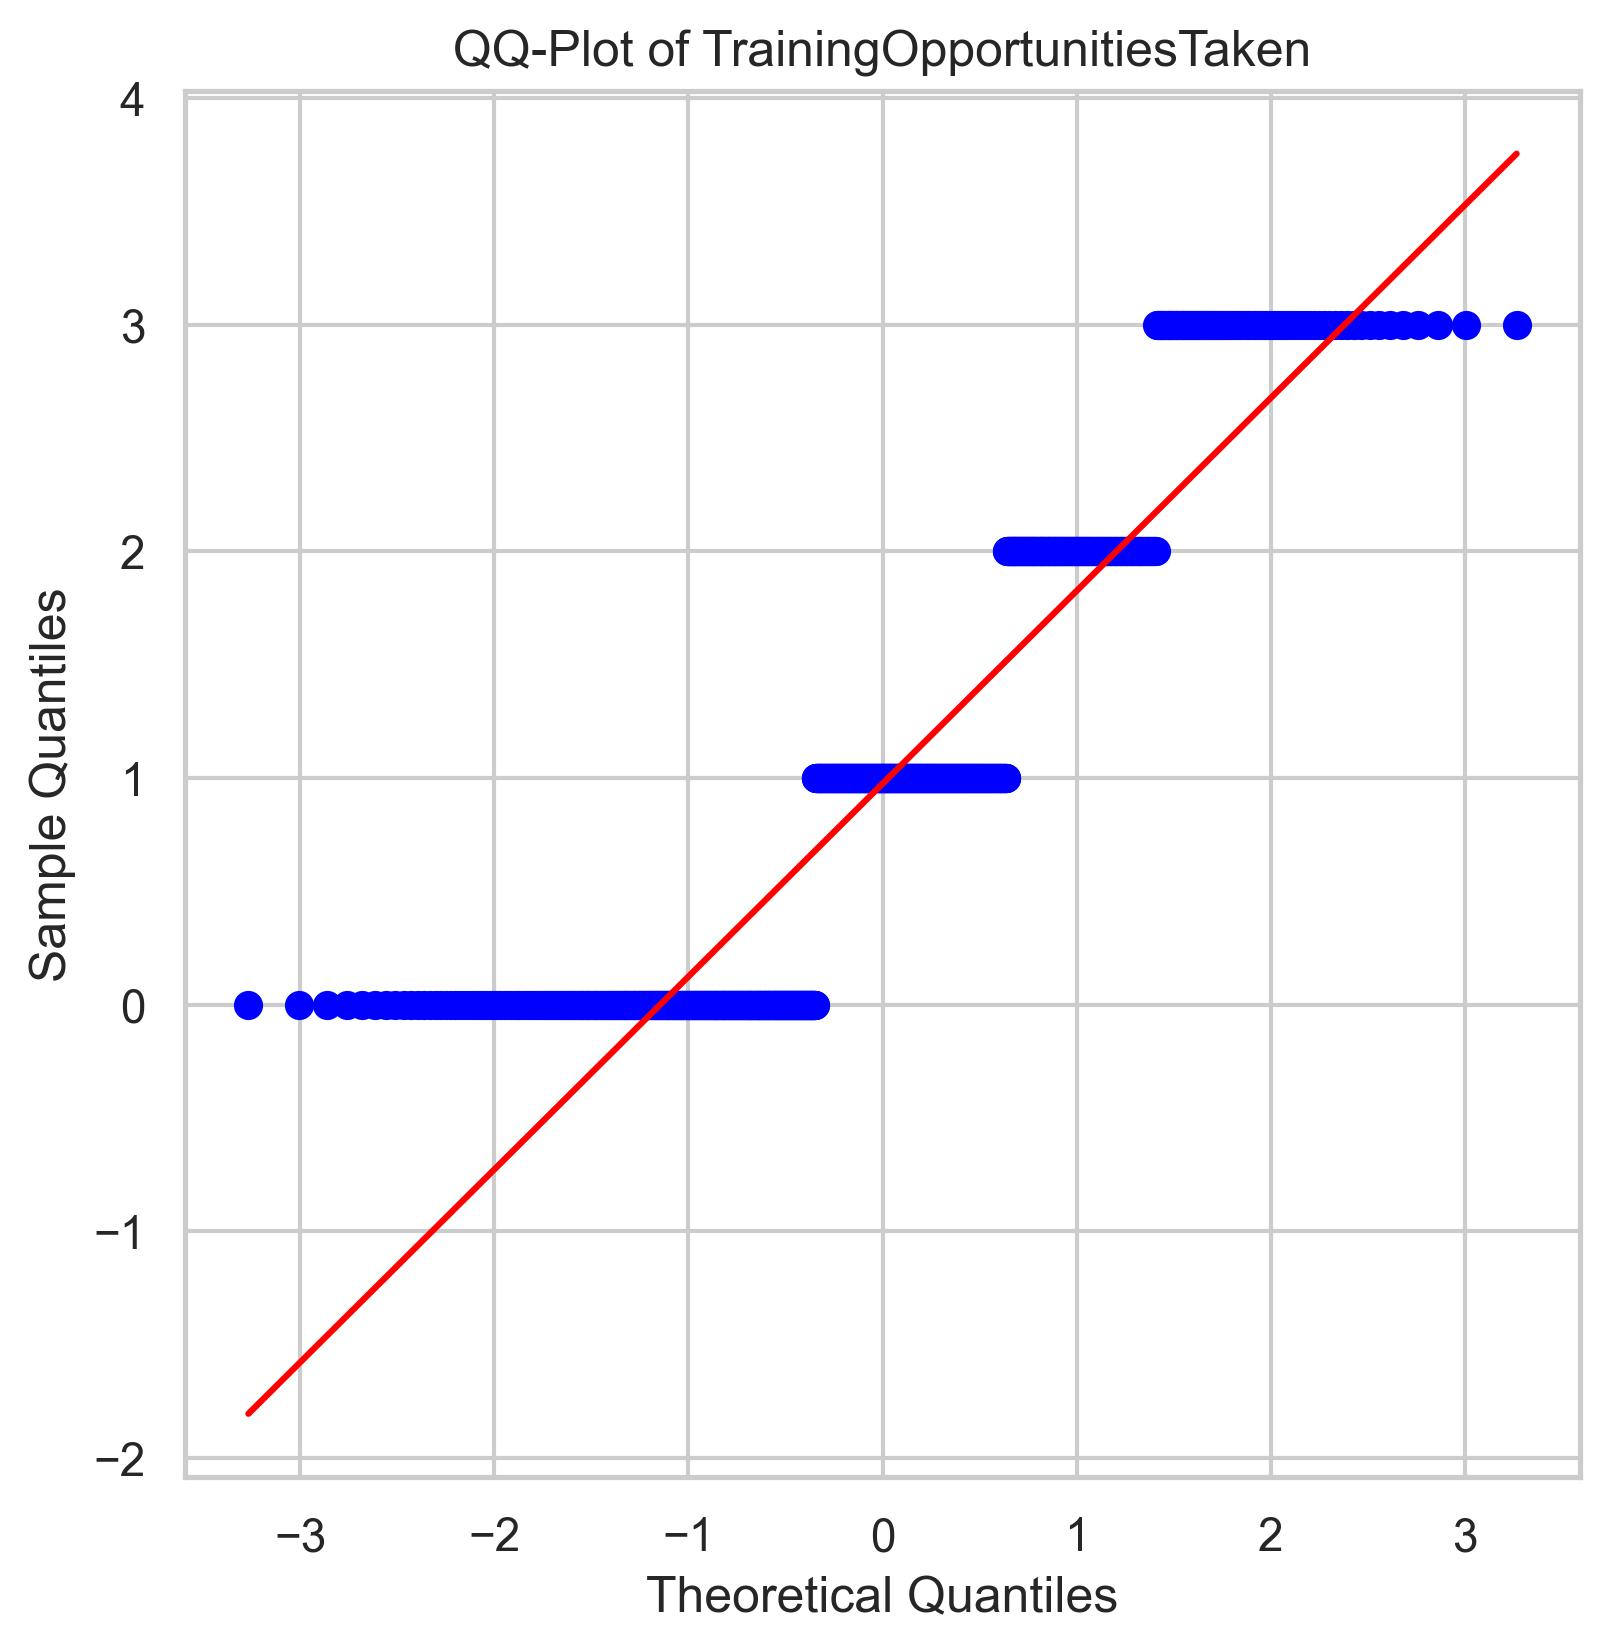 QQ-Plot of TrainingOpportunitiesTaken
4
3
2
1
0
−1
−2
Sample Quantiles
−3 −2 −1 0 1 2 3
Theoretical Quantiles